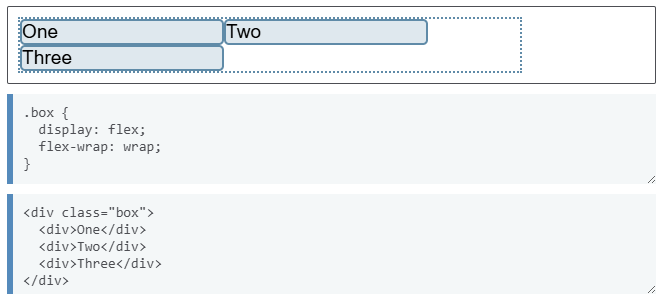 One Two
Three
.box {
  display: flex;
  flex-wrap: wrap;
}
<div class="box">
  <div>One</div>
  <div>Two</div>
  <div>Three</div>
</div>